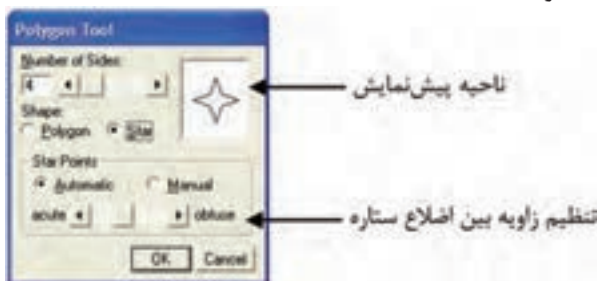 Polygon Tool
Number of Sides:
4
ناحیه پیش‌نمایش
Shape:
Polygon Star
Star Points
Automatic Manual
acute obtuse
تنظیم زاویه بین اضلاع ستاره
OK Cancel